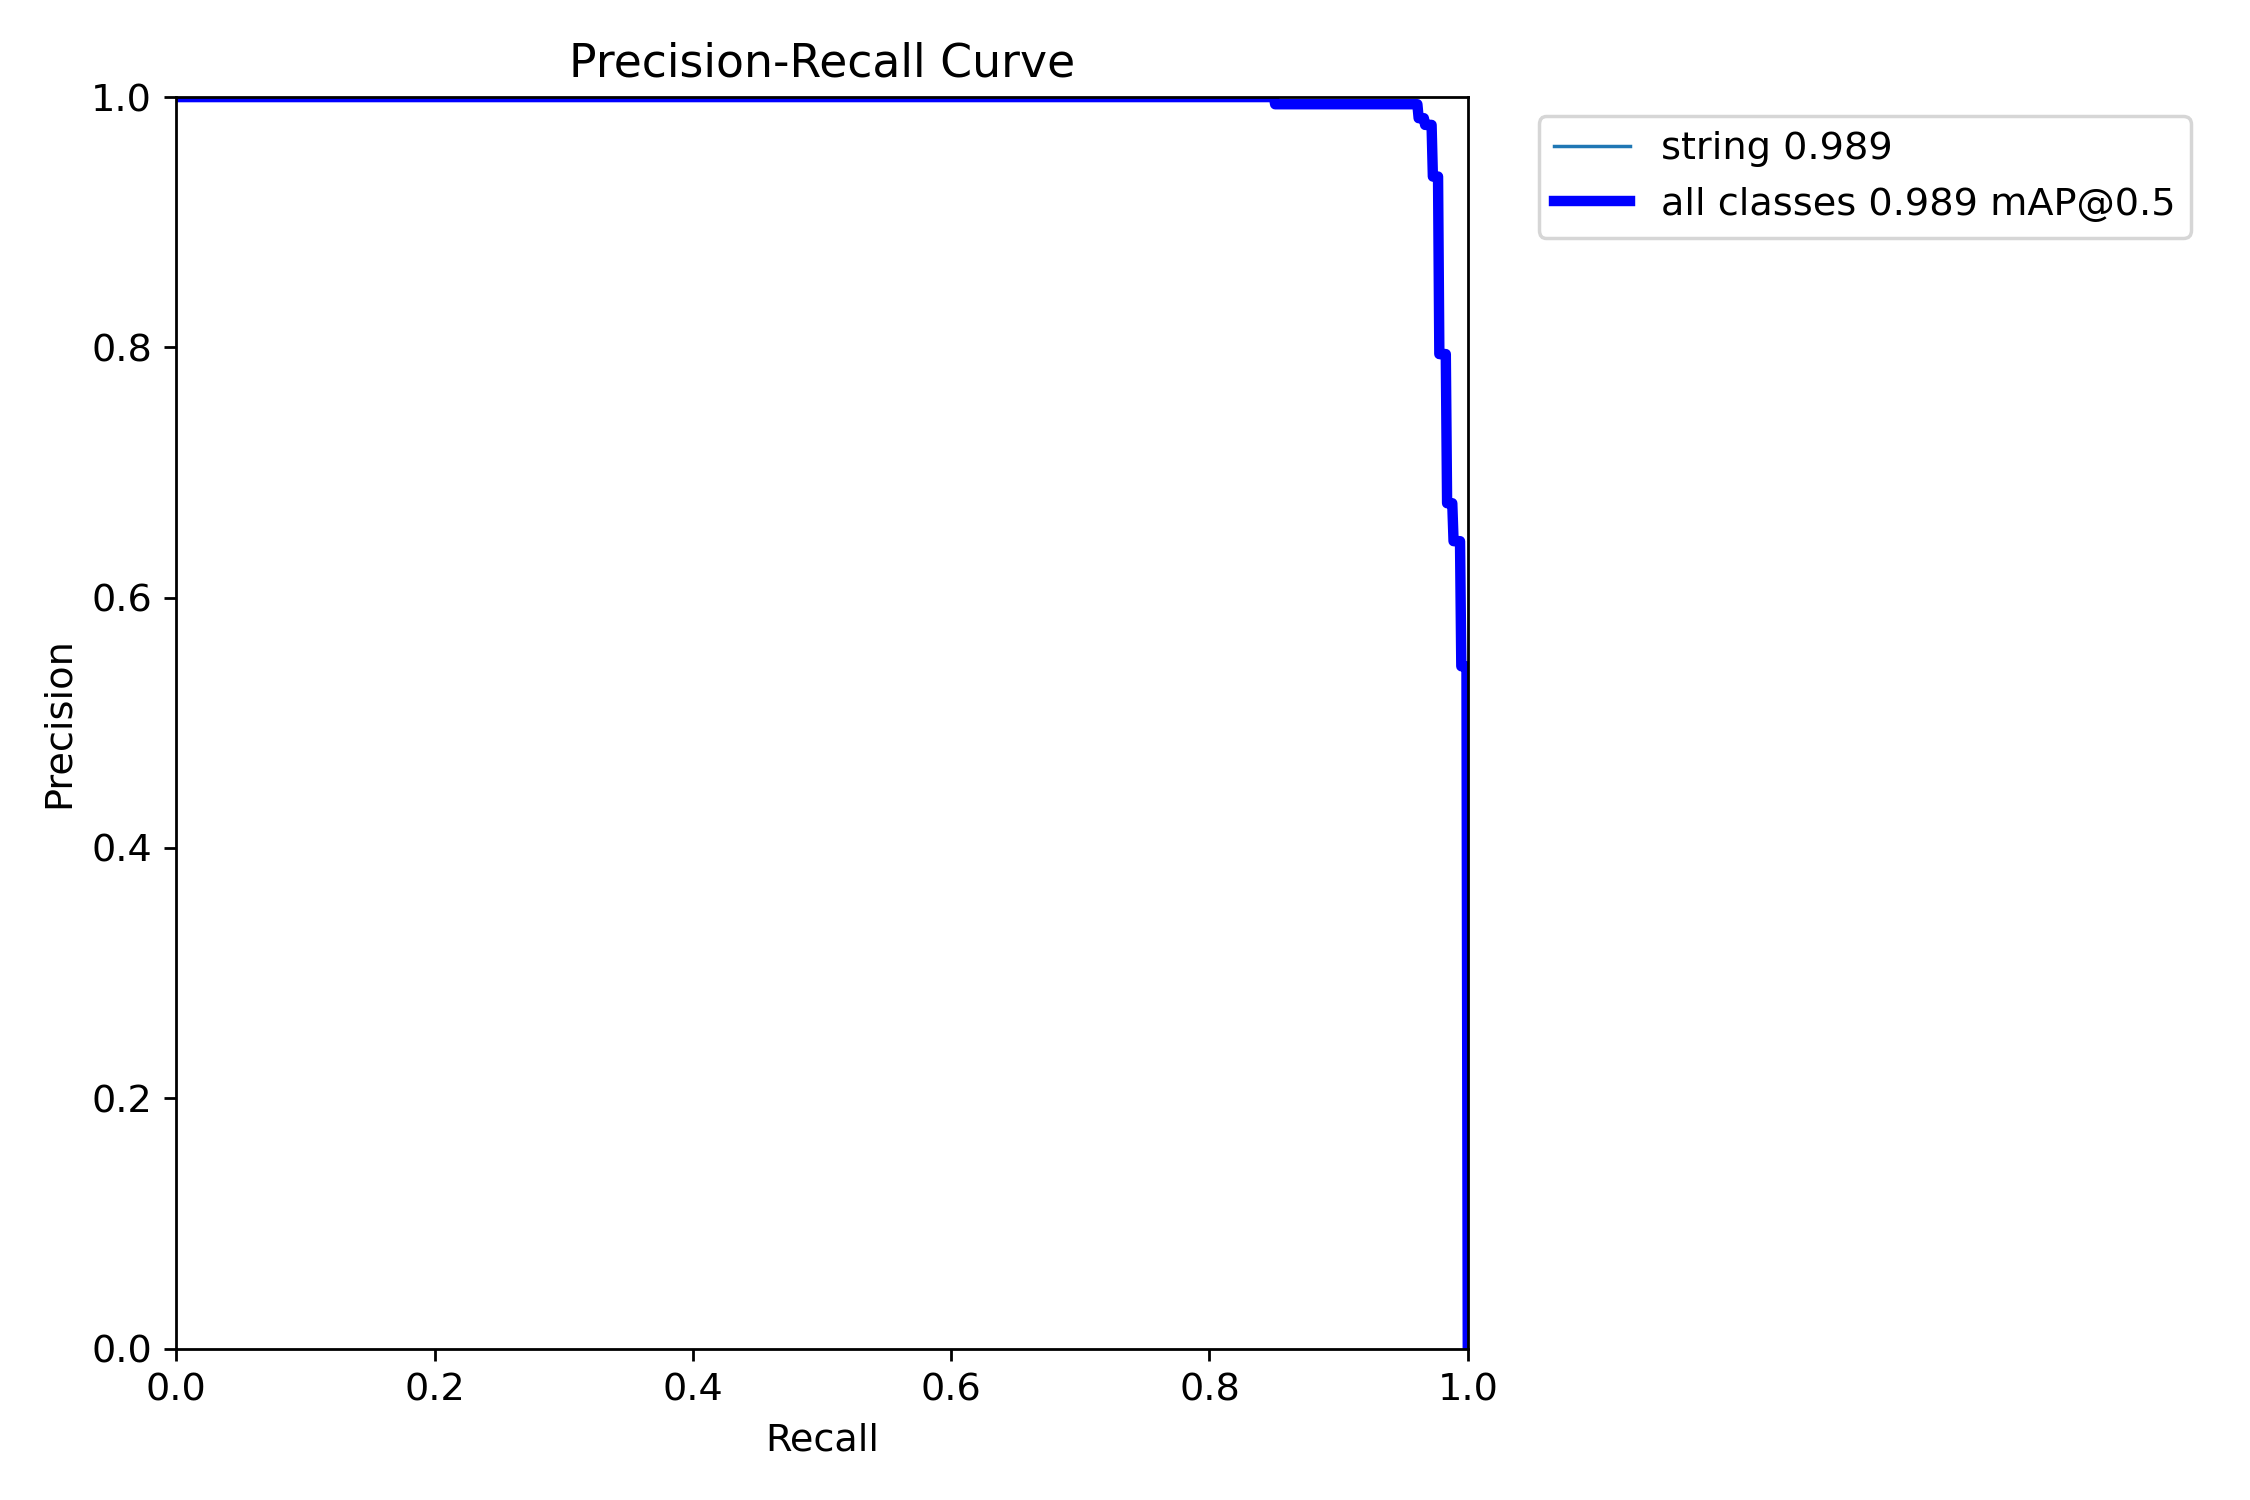 Precision-Recall Curve
1.0
0.8
0.6
0.4
0.2
0.0
Precision
0.0 0.2 0.4 0.6 0.8 1.0
Recall
string 0.989
all classes 0.989 mAP@0.5